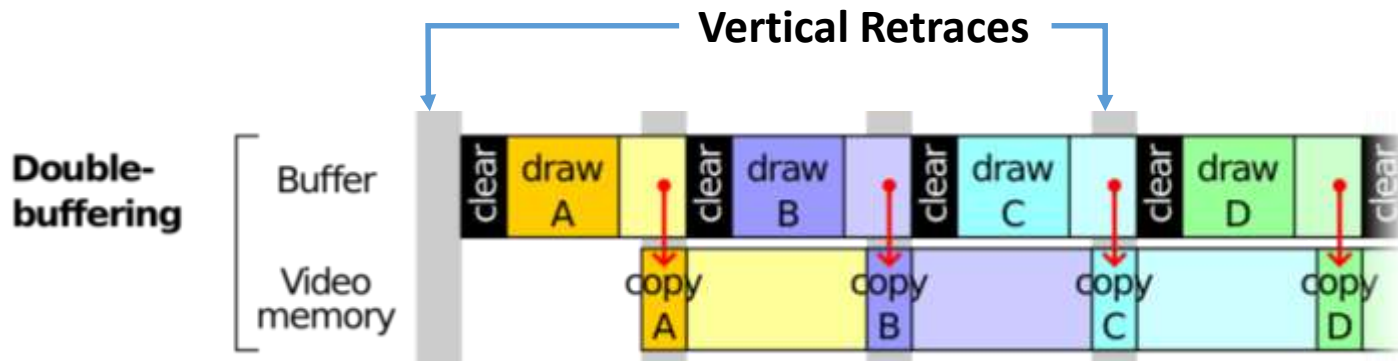 Vertical Retraces
Double-
buffering
Buffer
clear
draw
A
clear
draw
B
clear
draw
C
clear
draw
D
clear
Video
memory
copy
A
copy
B
copy
C
copy
D